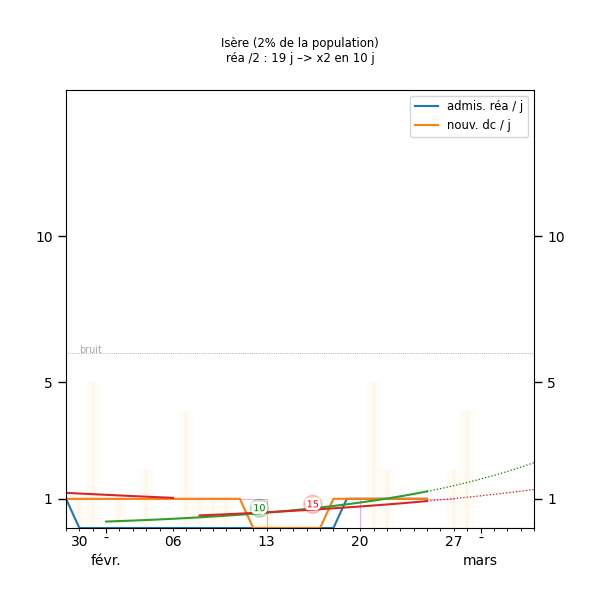 Isère (2% de la population)
réa /2 : 19 j –> x2 en 10 j
admis. réa / j
nouv. dc / j
10 10
bruit
5 5
10 15
1 1
30 - 06 13 20 27 -
févr. mars